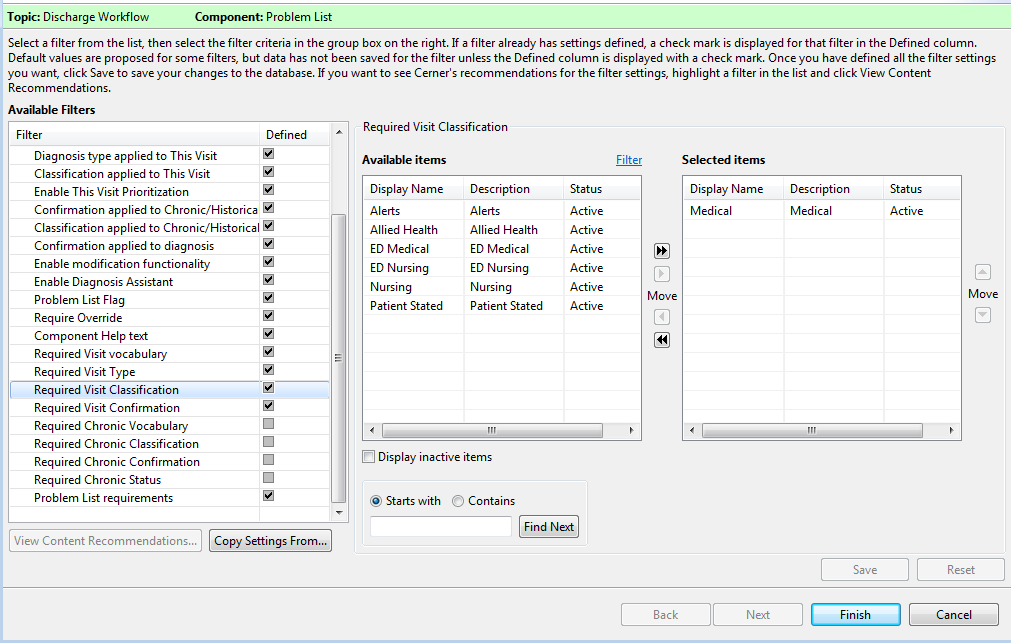 Topic: Discharge Workflow Component: Problem List
Select a filter from the list, then select the filter criteria in the group box on the right. If a filter already has settings defined, a check mark is displayed for that filter in the Defined column.
Default values are proposed for some filters, but data has not been saved for the filter unless the Defined column is displayed with a check mark. Once you have defined all the filter settings
you want, click Save to save your changes to the database. If you want to see Cerner's recommendations for the filter settings, highlight a filter in the list and click View Content
Recommendations.
Available Filters
Filter Defined
Diagnosis type applied to This Visit
Classification applied to This Visit
Enable This Visit Prioritization
Confirmation applied to Chronic/Historica
Classification applied to Chronic/Historical
Confirmation applied to diagnosis
Enable modification functionality
Enable Diagnosis Assistant
Problem List Flag
Require Override
Component Help text
Required Visit vocabulary
Required Visit Type
Required Visit Classification
Required Visit Confirmation
Required Chronic Vocabulary
Required Chronic Classification
Required Chronic Confirmation
Required Chronic Status
Problem List requirements
View Content Recommendations... Copy Settings From...
Required Visit Classification
Available items Filter
Display Name Description Status
Alerts Alerts Active
Allied Health Allied Health Active
ED Medical ED Medical Active
ED Nursing ED Nursing Active
Nursing Nursing Active
Patient Stated Patient Stated Active
Move
Selected items
Display Name Description Status
Medical Medical Active
Move
Display inactive items
Starts with Contains
Find Next
Save Reset
Back Next Finish Cancel